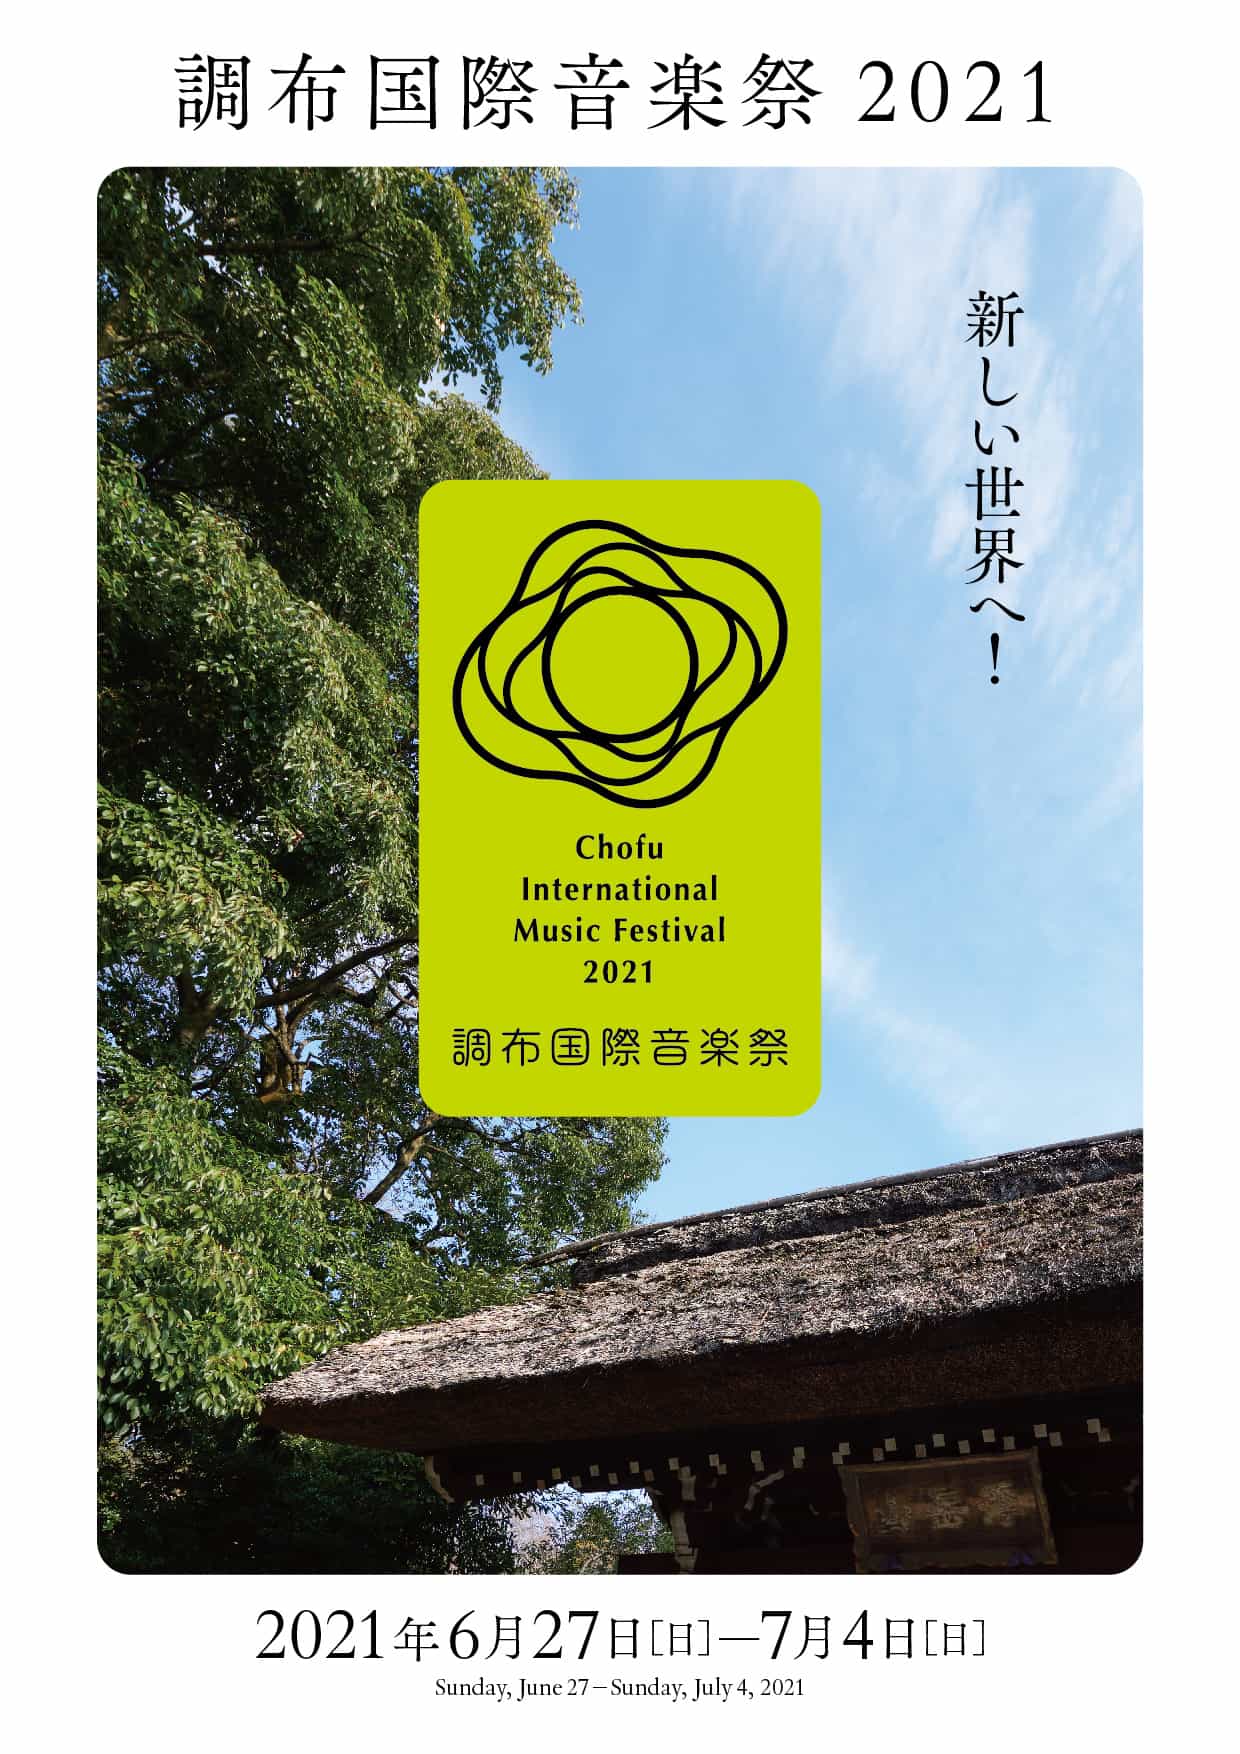 調布国際音楽祭 2021
新しい世界へ！
Chofu
International
Music Festival
2021
調布国際音楽祭
2021年6月27日［日］—7月4日［日］
Sunday, June 27 – Sunday, July 4, 2021